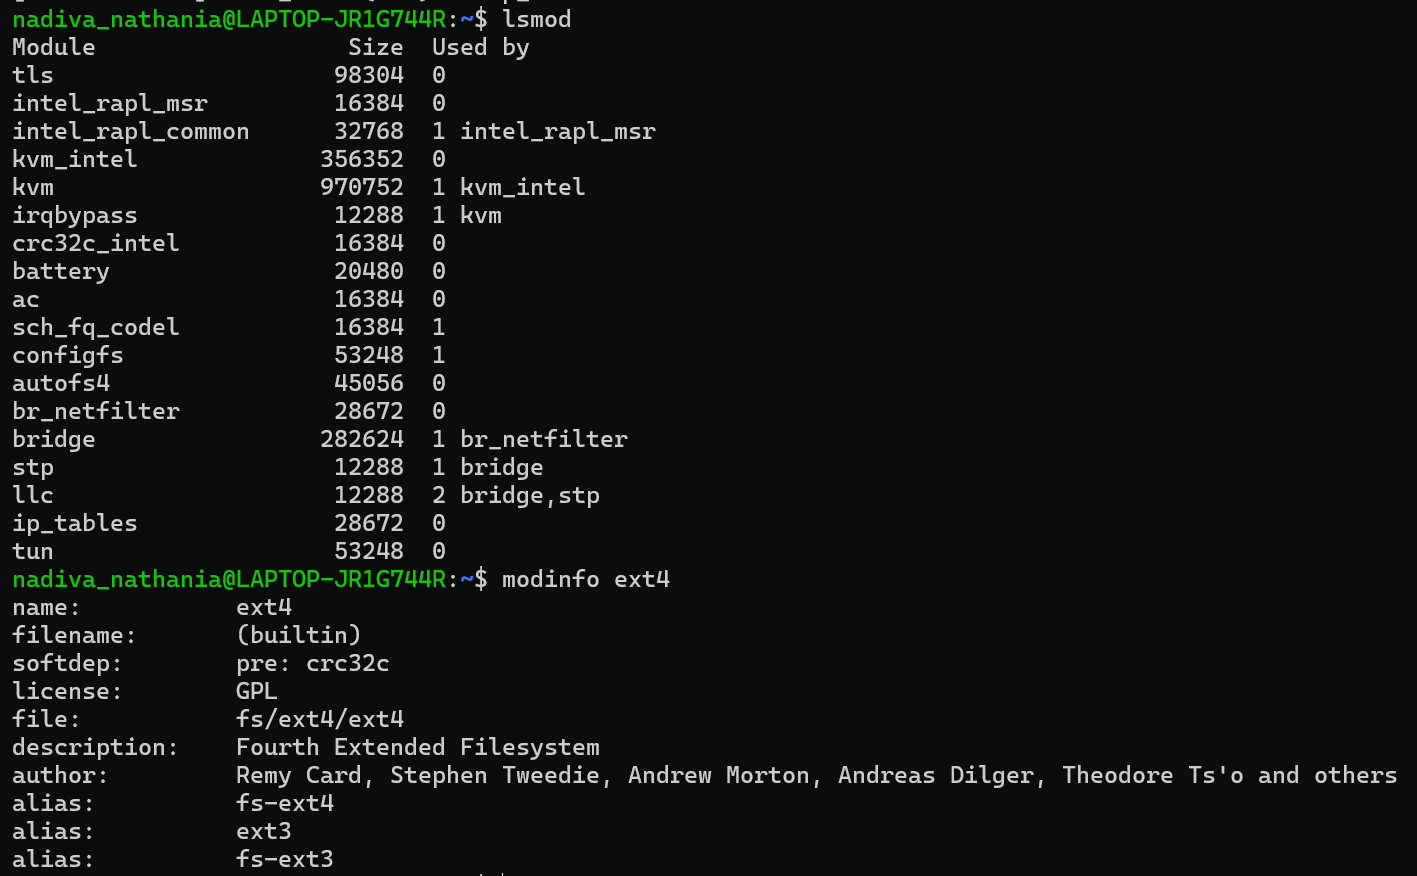 nadiva_nathania@LAPTOP-JR1G744R:~$ lsmod
Module                  Size  Used by
tls                    98304  0
intel_rapl_msr         16384  0
intel_rapl_common      32768  1 intel_rapl_msr
kvm_intel             356352  0
kvm                   970752  1 kvm_intel
irqbypass              12288  1 kvm
crc32c_intel           16384  0
battery                20480  0
ac                     16384  0
sch_fq_codel           16384  1
configfs               53248  1
autofs4                45056  0
br_netfilter           28672  0
bridge                282624  1 br_netfilter
stp                    12288  1 bridge
llc                    12288  2 bridge,stp
ip_tables              28672  0
tun                    53248  0
nadiva_nathania@LAPTOP-JR1G744R:~$ modinfo ext4
name:           ext4
filename:       (builtin)
softdep:        pre: crc32c
license:        GPL
file:           fs/ext4/ext4
description:    Fourth Extended Filesystem
author:         Remy Card, Stephen Tweedie, Andrew Morton, Andreas Dilger, Theodore Ts'o and others
alias:          fs-ext4
alias:          ext3
alias:          fs-ext3